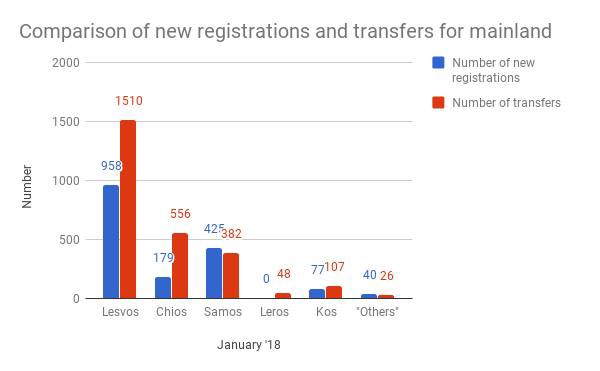 Comparison of new registrations and transfers for mainland
Number of new
registrations
Number of transfers
Number
2000
1500
1000
500
0
958
1510
179
556
425
382
0
48
77
107
40
26
Lesvos
Chios
Samos
Leros
Kos
"Others"
January '18